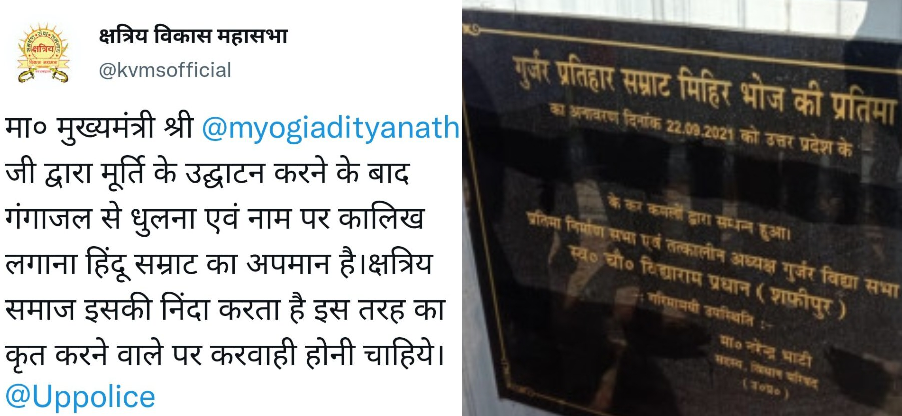 क्षत्रिय विकास महासभा
@kvmsofficial
मा० मुख्यमंत्री श्री @myogiadityanath
जी द्वारा मूर्ति के उद्घाटन करने के बाद
गंगाजल से धुलना एवं नाम पर कालिख
लगाना हिंदू सम्राट का अपमान है।क्षत्रिय
समाज इसकी निंदा करता है इस तरह का
कृत करने वाले पर करवाही होनी चाहिये।
@Uppolice
क्षत्रिय
गुर्जर प्रतिहार सम्राट मिहिर भोज की प्रतिमा
का अनावरण दिनांक 22.09.2021 को उत्तर प्रदेश के
के कर कमलों द्वारा सम्पन्न हुआ।
प्रतिमा निर्माण सभा एवं तत्कालीन अध्यक्ष गुर्जर विद्या सभा
स्व० चौ० विद्याराम प्रधान ( शफीपुर )
-: गरिमामयी उपस्थिति :-
मा० नरेन्द्र भाटी
सदस्य, विधान परिषद
( उ०प्र० )